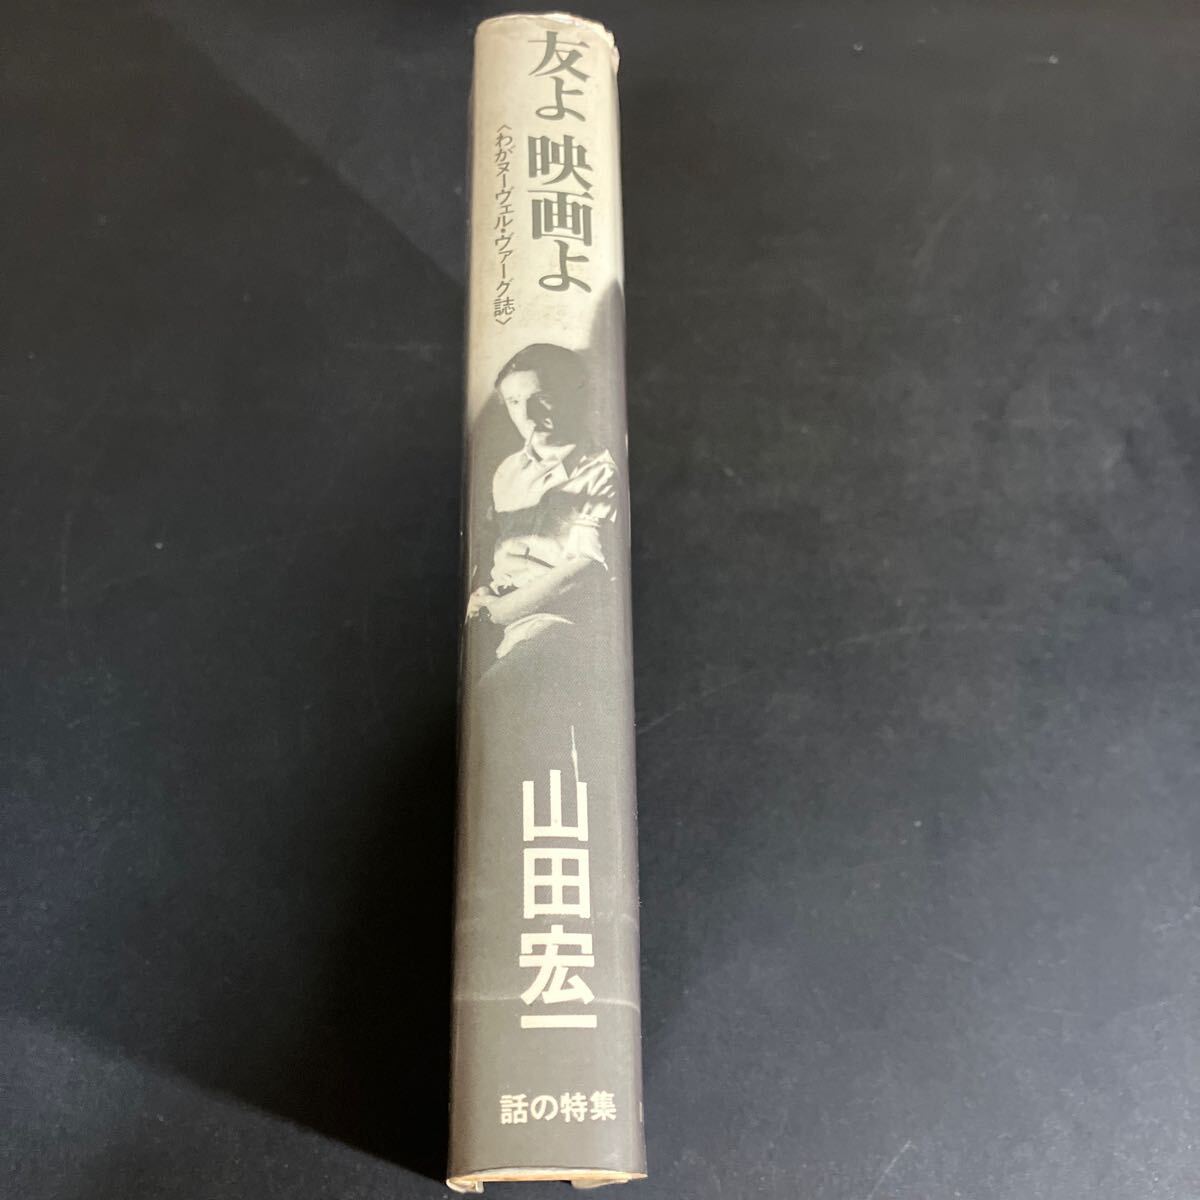 友よ 映画よ
〈わがヌーヴェル・ヴァーグ誌〉
山田宏一
話の特集